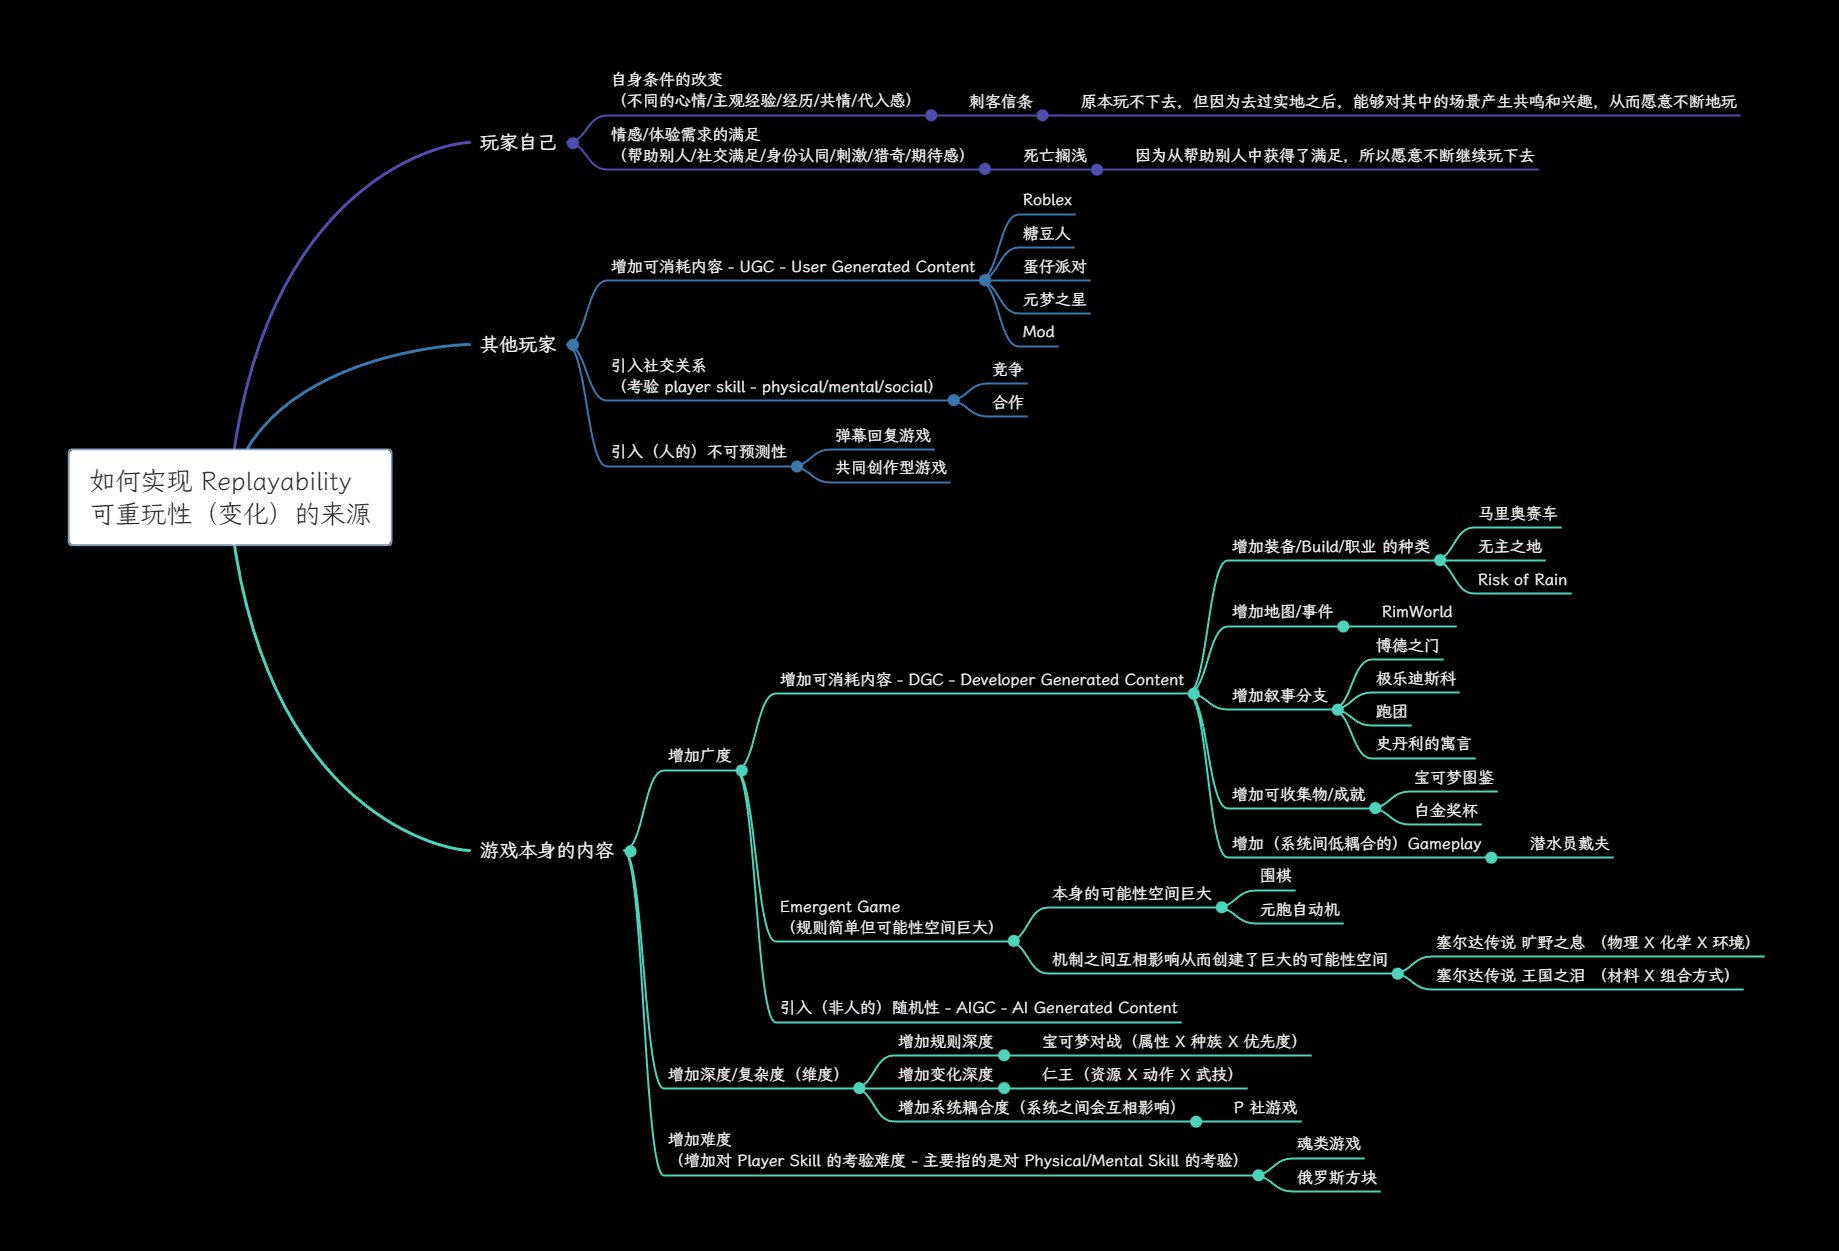 如何实现 Replayability
可重玩性（变化）的来源
玩家自己
自身条件的改变
（不同的心情/主观经验/经历/共情/代入感）
刺客信条
原本玩不下去，但因为去过实地之后，能够对其中的场景产生共鸣和兴趣，从而愿意不断地玩
情感/体验需求的满足
（帮助别人/社交满足/身份认同/刺激/猎奇/期待感）
死亡搁浅
因为从帮助别人中获得了满足，所以愿意不断继续玩下去
其他玩家
增加可消耗内容 - UGC - User Generated Content
Roblex
糖豆人
蛋仔派对
元梦之星
Mod
引入社交关系
（考验 player skill - physical/mental/social）
竞争
合作
引入（人的）不可预测性
弹幕回复游戏
共同创作型游戏
游戏本身的内容
增加广度
增加可消耗内容 - DGC - Developer Generated Content
增加装备/Build/职业 的种类
马里奥赛车
无主之地
Risk of Rain
增加地图/事件
RimWorld
增加叙事分支
博德之门
极乐迪斯科
跑团
史丹利的寓言
增加可收集物/成就
宝可梦图鉴
白金奖杯
增加（系统间低耦合的）Gameplay
潜水员戴夫
Emergent Game
（规则简单但可能性空间巨大）
本身的可能性空间巨大
围棋
元胞自动机
机制之间互相影响从而创建了巨大的可能性空间
塞尔达传说 旷野之息 （物理 X 化学 X 环境）
塞尔达传说 王国之泪 （材料 X 组合方式）
引入（非人的）随机性 - AIGC - AI Generated Content
增加深度/复杂度（维度）
增加规则深度
宝可梦对战（属性 X 种族 X 优先度）
增加变化深度
仁王（资源 X 动作 X 武技）
增加系统耦合度（系统之间会互相影响）
P 社游戏
增加难度
（增加对 Player Skill 的考验难度 - 主要指的是对 Physical/Mental Skill 的考验）
魂类游戏
俄罗斯方块